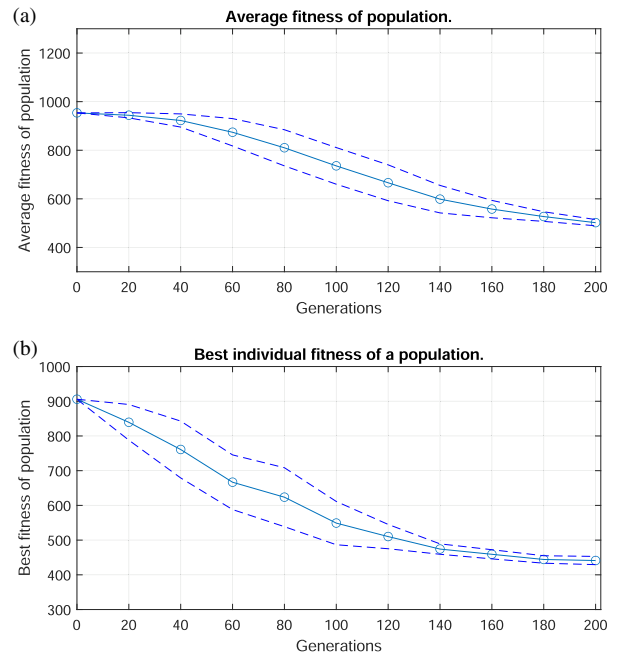 (a)
Average fitness of population.
Average fitness of population
1200
1000
800
600
400
0 20 40 60 80 100 120 140 160 180 200
Generations
(b)
Best individual fitness of a population.
Best fitness of population
1000
900
800
700
600
500
400
300
0 20 40 60 80 100 120 140 160 180 200
Generations